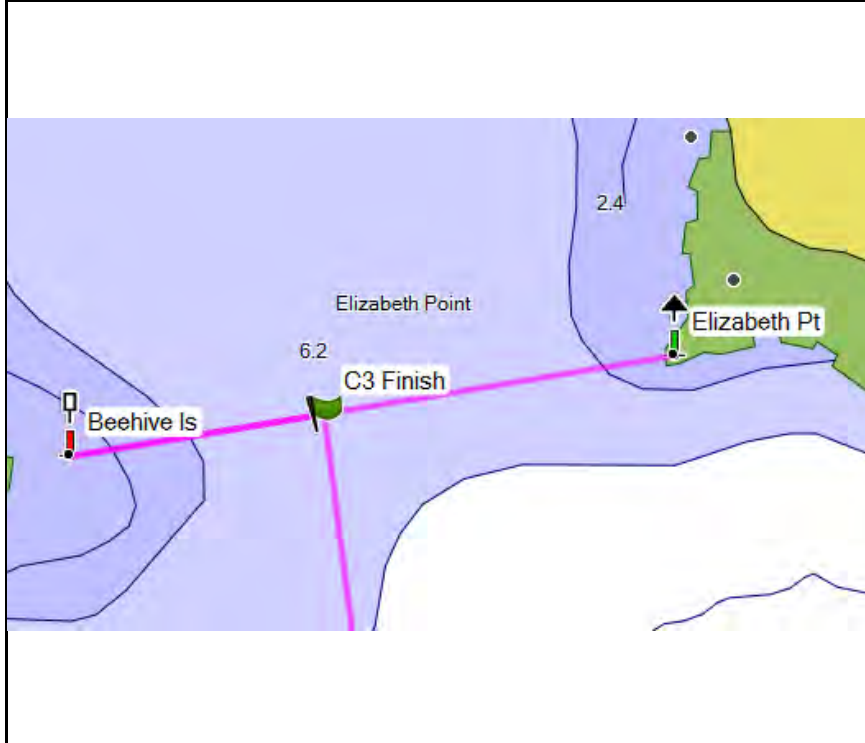 2.4
Elizabeth Point
Elizabeth Pt
6.2
C3 Finish
Beehive Is